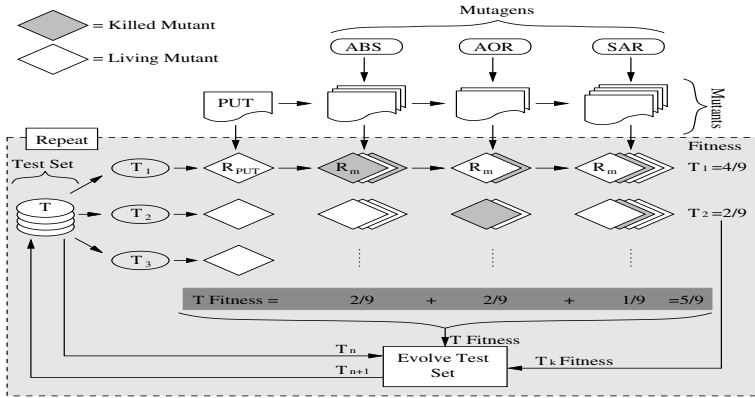 Mutagens
= Killed Mutant
= Living Mutant
ABS
AOR
SAR
PUT
Mutants
Repeat
Test Set
Fitness
T
T1
RPUT
Rm
Rm
Rm
T1=4/9
T2
T2=2/9
T3
T Fitness = 2/9 + 2/9 + 1/9 =5/9
T Fitness
Tn
Evolve Test
Set
Tk Fitness
Tn+1